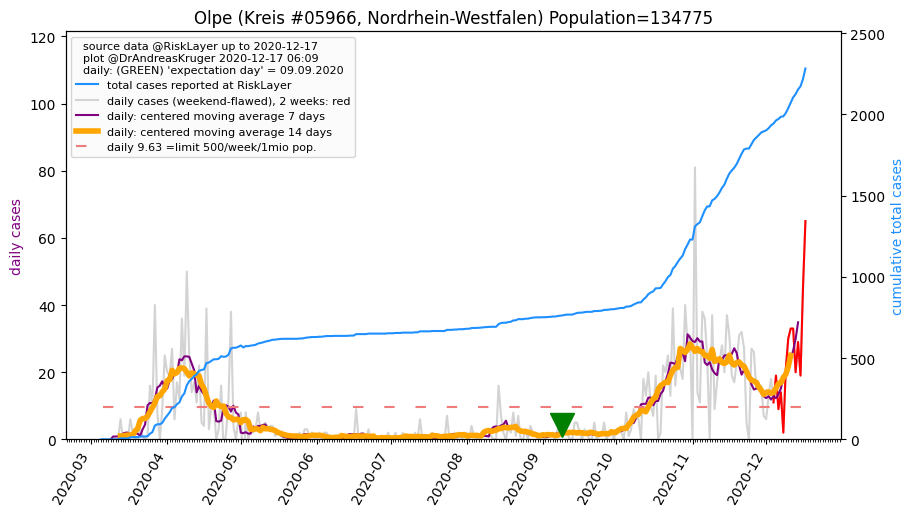 Olpe (Kreis #05966, Nordrhein-Westfalen) Population=134775
source data @RiskLayer up to 2020-12-17
plot @DrAndreasKruger 2020-12-17 06:09
daily: (GREEN) 'expectation day' = 09.09.2020
total cases reported at RiskLayer
daily cases (weekend-flawed), 2 weeks: red
daily: centered moving average 7 days
daily: centered moving average 14 days
daily 9.63 =limit 500/week/1mio pop.
daily cases
120
100
80
60
40
20
0
cumulative total cases
2500
2000
1500
1000
500
0
2020-03
2020-04
2020-05
2020-06
2020-07
2020-08
2020-09
2020-10
2020-11
2020-12